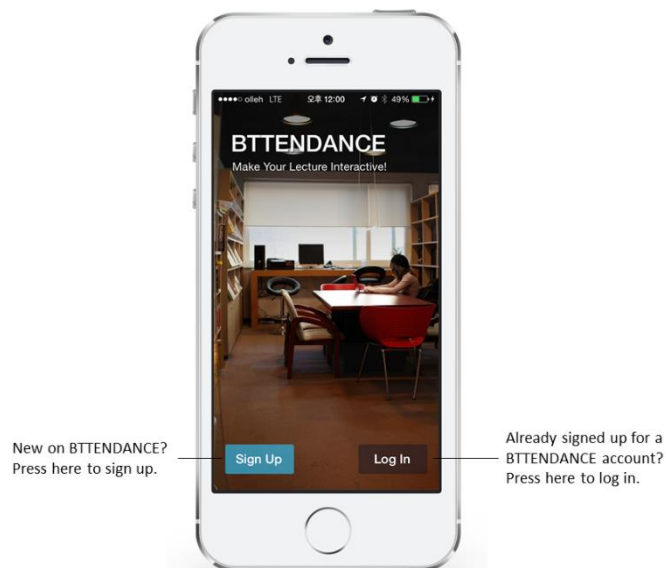 olleh LTE 오후 12:00 49%
BTTENDANCE
Make Your Lecture Interactive!
New on BTTENDANCE?
Press here to sign up.
Sign Up
Log In
Already signed up for a
BTTENDANCE account?
Press here to log in.